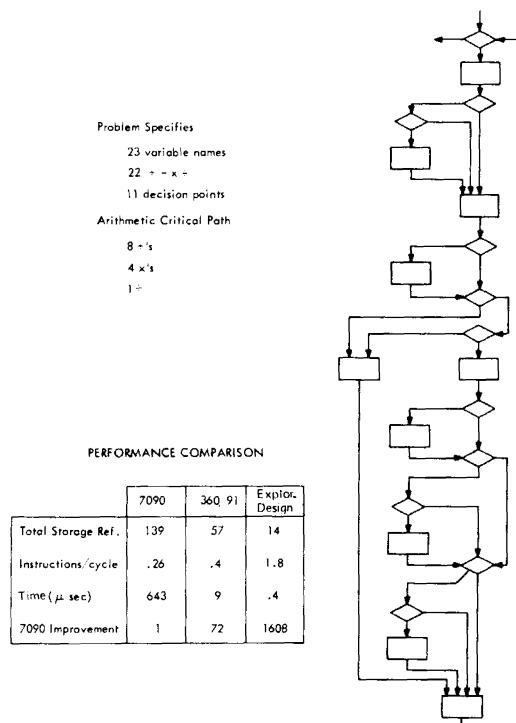 Problem Specifies
23 variable names
22 ÷ - x ÷
11 decision points
Arithmetic Critical Path
8 ÷'s
4 x's
1 ÷
PERFORMANCE COMPARISON
7090 360, 91 Explor. Design
Total Storage Ref. 139 57 14
Instructions/cycle .26 .4 1.8
Time (μ sec) 643 9 .4
7090 Improvement 1 72 1608